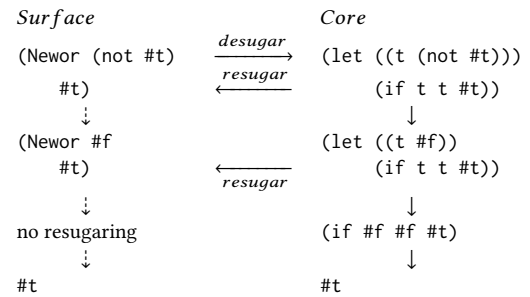 Surface Core
(Newor (not #t) desugar (let ((t (not #t)))
#t) resugar (if t t #t))
(Newor #f (let ((t #f))
#t) resugar (if t t #t))
no resugaring (if #f #f #t)
#t #t